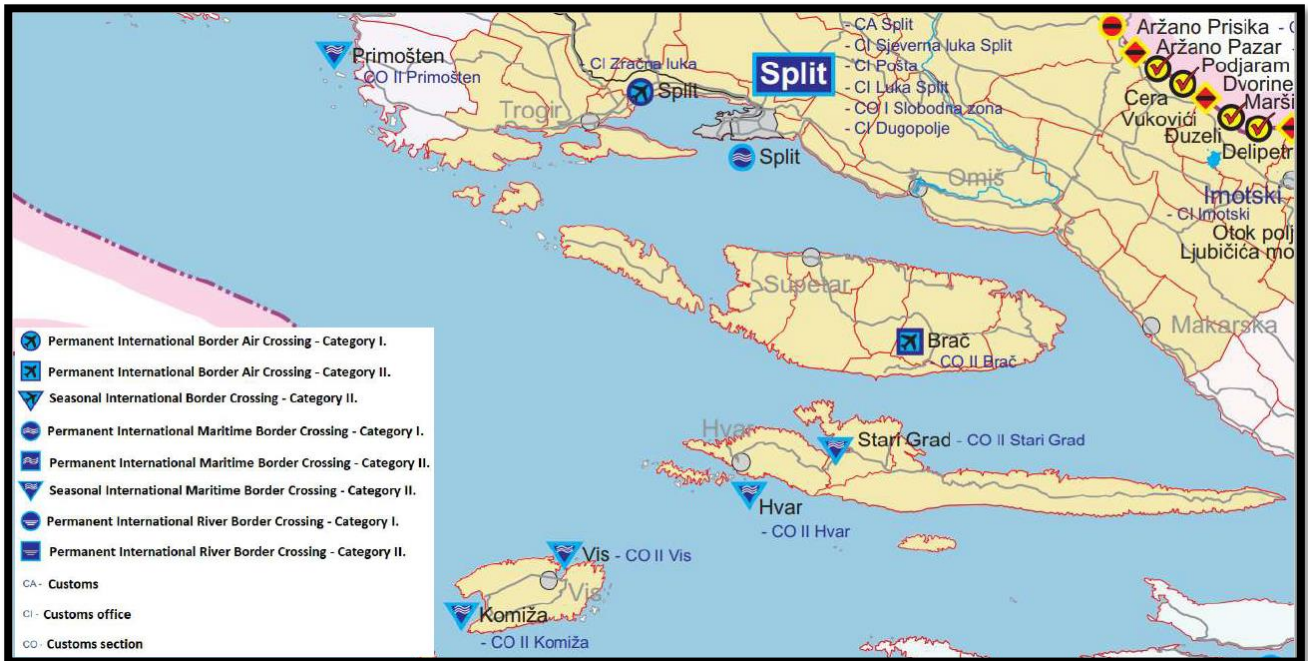 Primošten
CO II Primošten
- CI Zračna luka
Split
Trogir
Split
Split
- CA Split
- CI Sjeverna luka Split
- CI Pošta
- CI Luka Split
- CO I Slobodna zona
- CI Dugopolje
Omiš
Aržano Prisika - C
Aržano Pazar -
Podjaram
Dvorine
Marši
Cera
Vukovići
Đuzeli
Delipetr
Imotski
- CI Imotski
Otok polj
Ljubičića mo
Supetar
Makarska
Brač
- CO II Brač
Hvar
Stari Grad - CO II Stari Grad
Hvar
- CO II Hvar
Vis - CO II Vis
Vis
Komiža
- CO II Komiža
Permanent International Border Air Crossing - Category I.
Permanent International Border Air Crossing - Category II.
Seasonal International Border Crossing - Category II.
Permanent International Maritime Border Crossing - Category I.
Permanent International Maritime Border Crossing - Category II.
Seasonal International Maritime Border Crossing - Category II.
Permanent International River Border Crossing - Category I.
Permanent International River Border Crossing - Category II.
CA - Customs
CI - Customs office
CO - Customs section